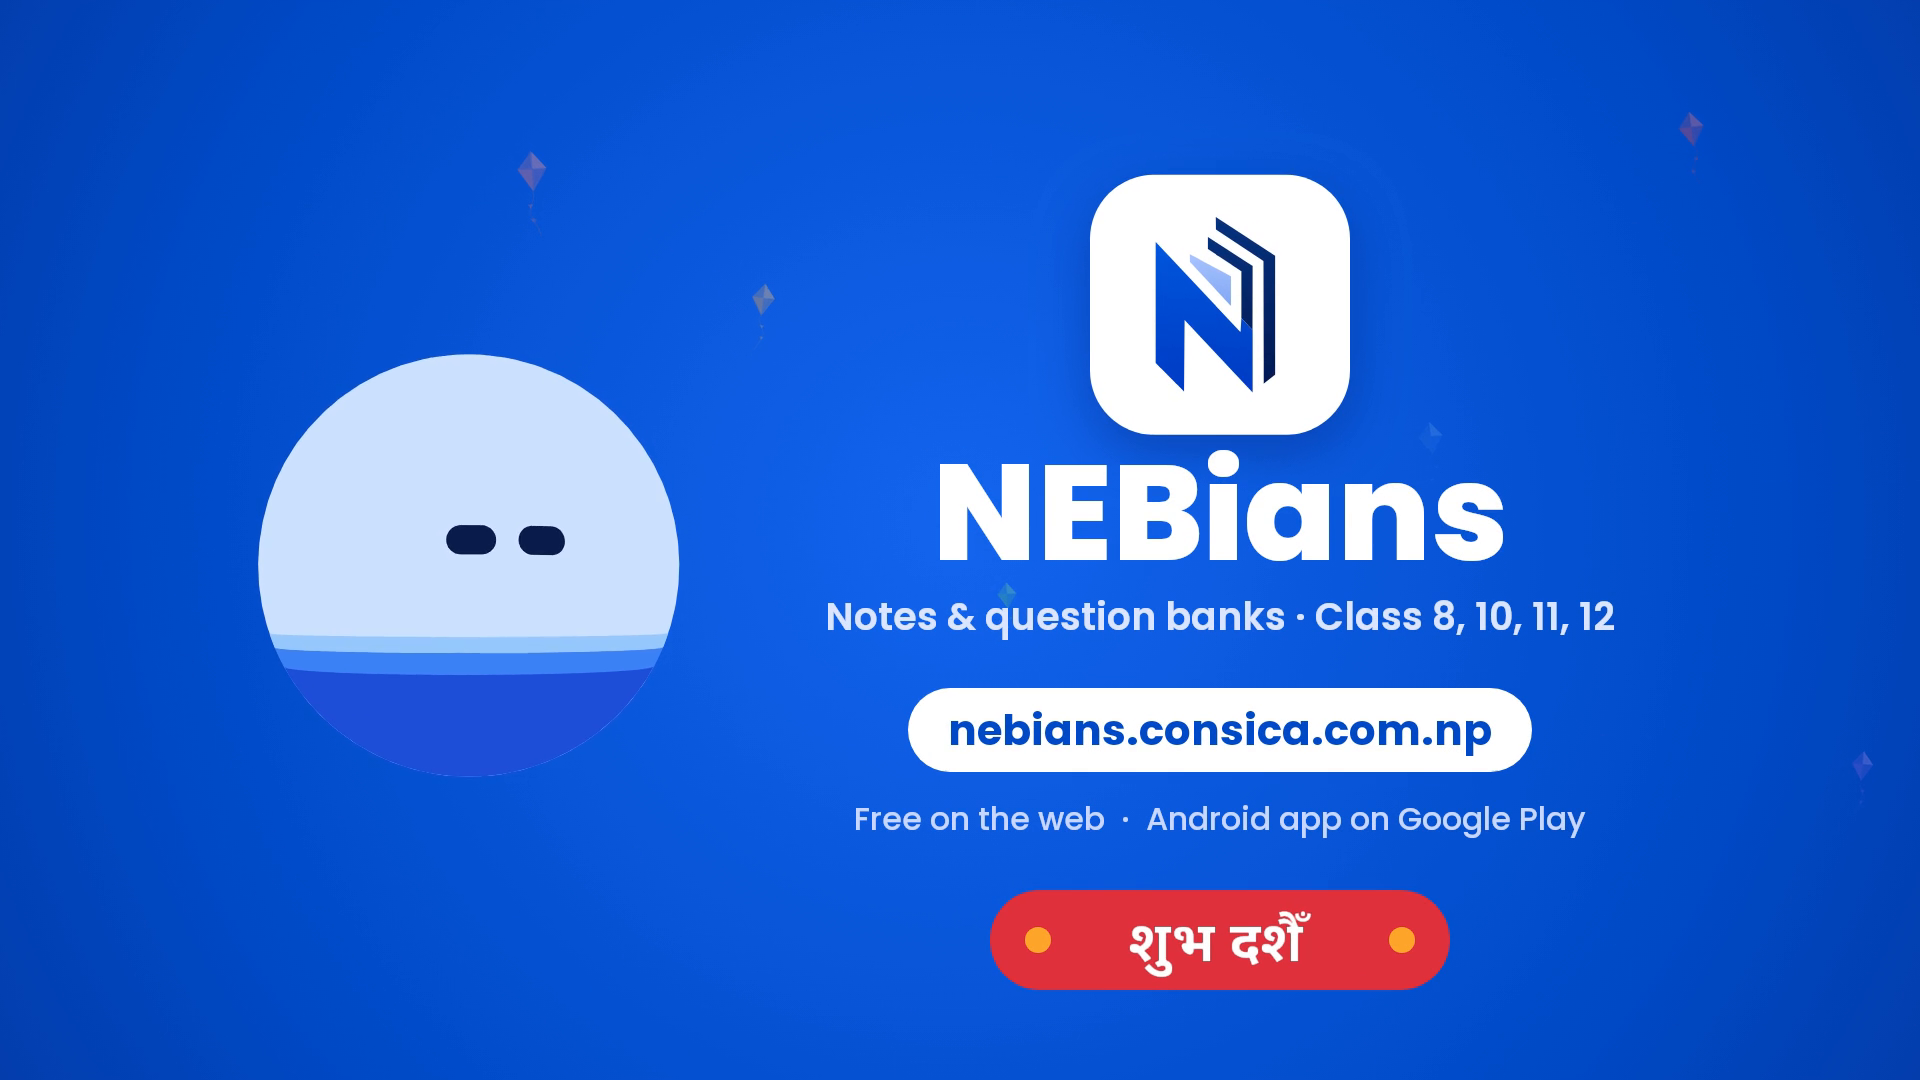 NEBians
Notes & question banks · Class 8, 10, 11, 12
nebians.consica.com.np
Free on the web · Android app on Google Play
शुभ दशैँ